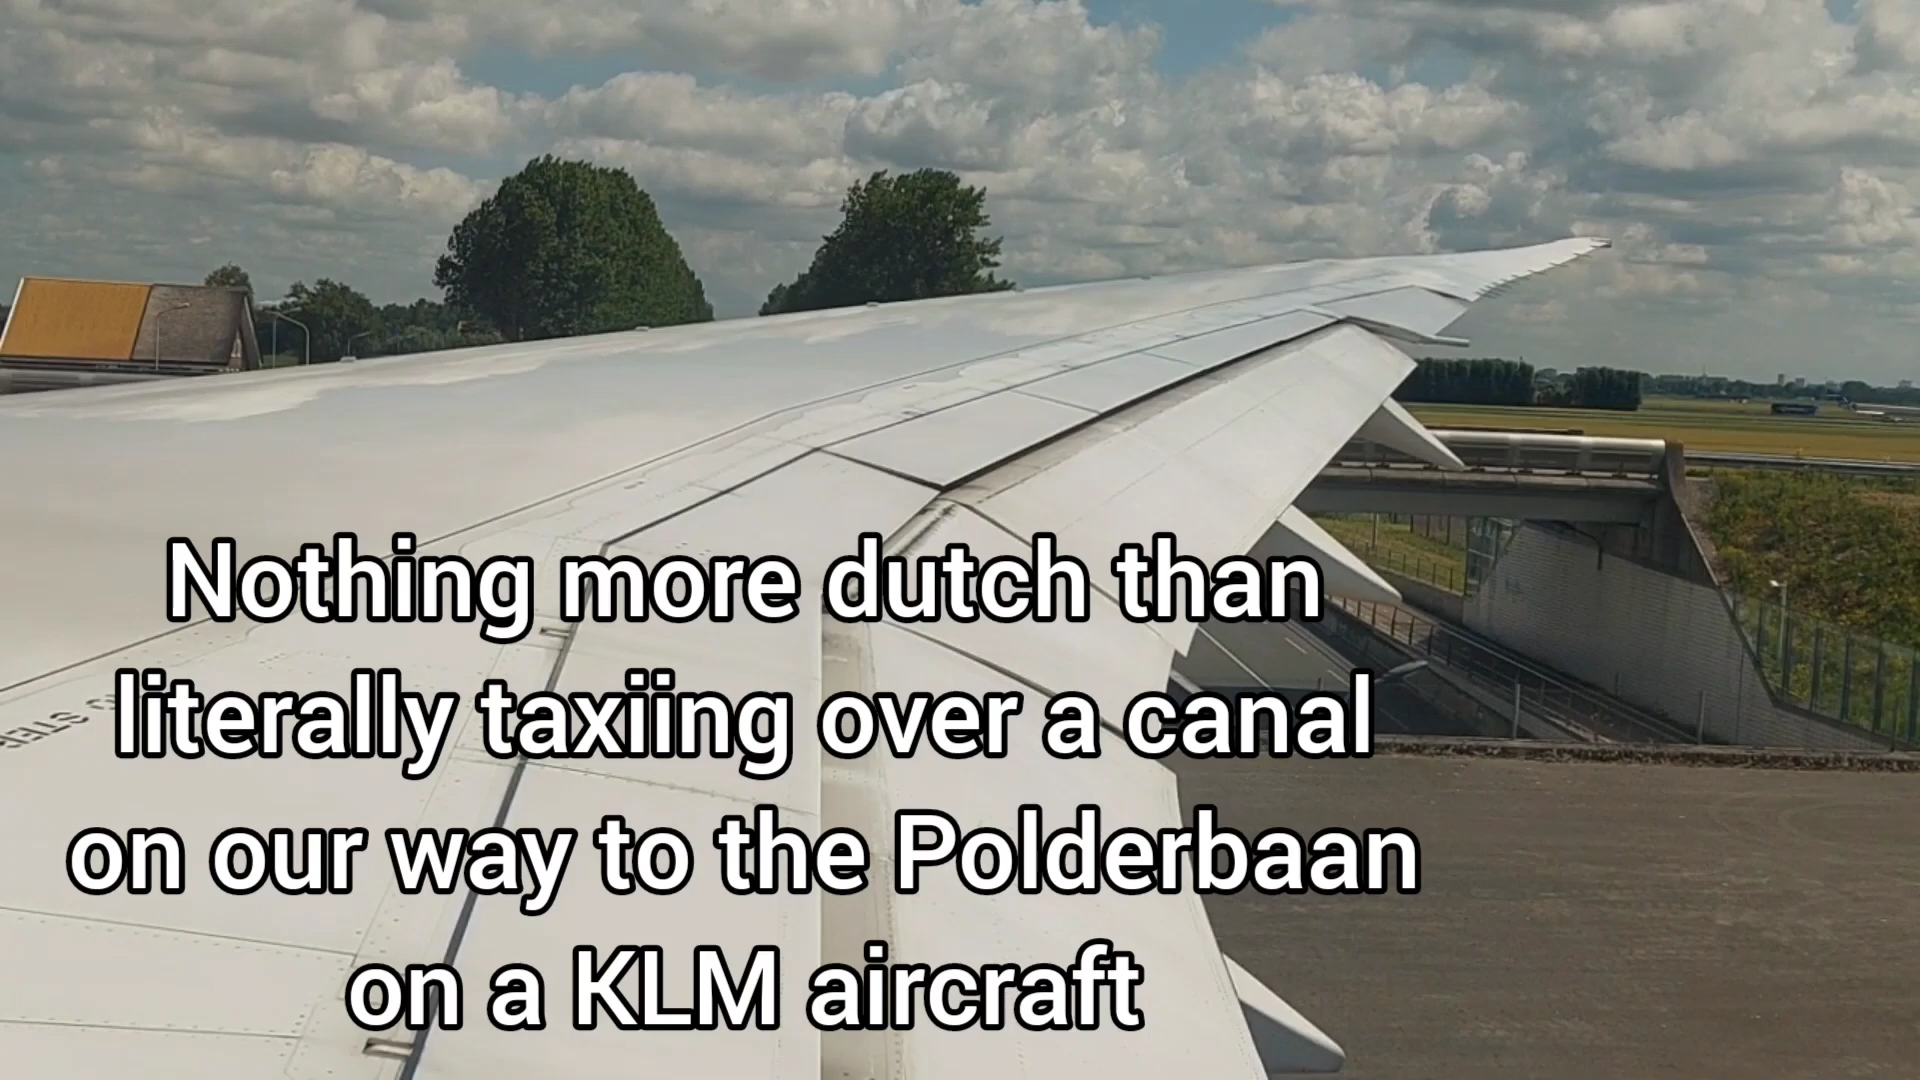 Nothing more dutch than
literally taxiing over a canal
on our way to the Polderbaan
on a KLM aircraft